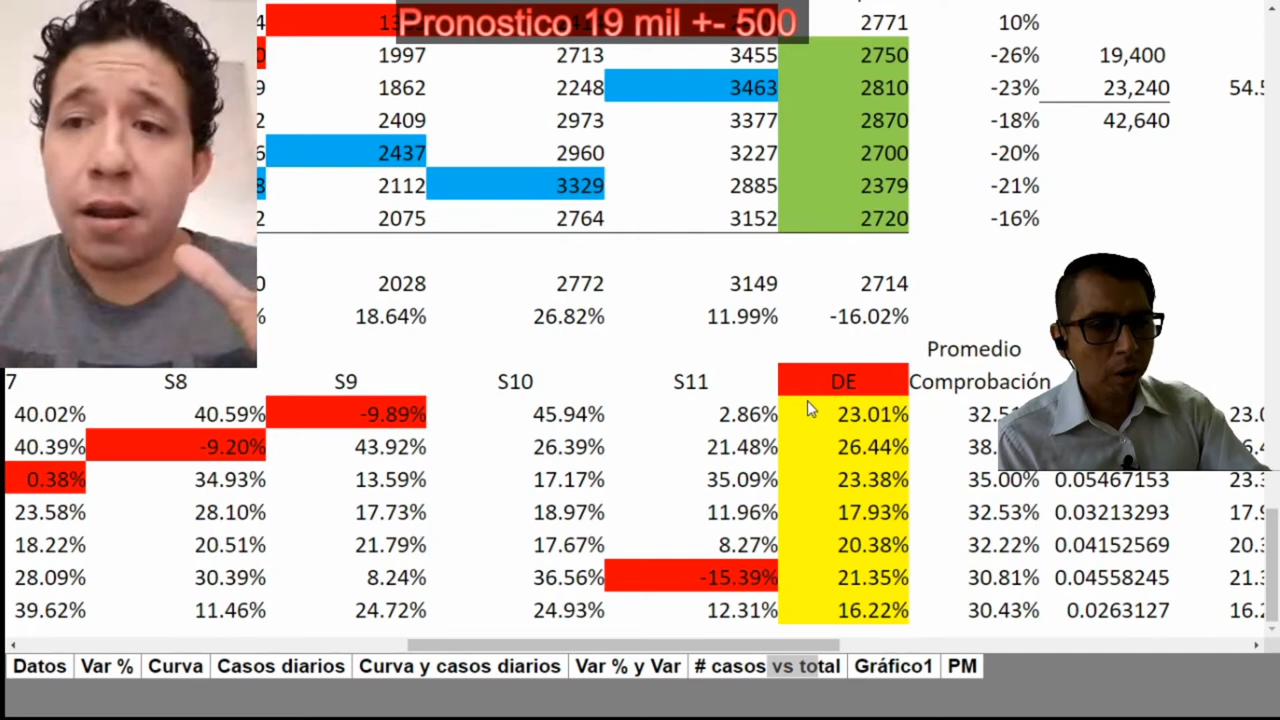 Pronostico 19 mil +- 500
4 2771 10%
1997 2713 3455 2750 -26% 19,400
9 1862 2248 3463 2810 -23% 23,240
2409 2973 3377 2870 -18% 42,640
2437 2960 3227 2700 -20%
2112 3329 2885 2379 -21%
2 2075 2764 3152 2720 -16%
0 2028 2772 3149 2714
% 18.64% 26.82% 11.99% -16.02%
Promedio
7 S8 S9 S10 S11 DE Comprobación
40.02% 40.59% -9.89% 45.94% 2.86% 23.01%
40.39% -9.20% 43.92% 26.39% 21.48% 26.44%
0.38% 34.93% 13.59% 17.17% 35.09% 23.38% 35.00% 0.05467153
23.58% 28.10% 17.73% 18.97% 11.96% 17.93% 32.53% 0.03213293
18.22% 20.51% 21.79% 17.67% 8.27% 20.38% 32.22% 0.04152569
28.09% 30.39% 8.24% 36.56% -15.39% 21.35% 30.81% 0.04558245
39.62% 11.46% 24.72% 24.93% 12.31% 16.22% 30.43% 0.0263127
Datos Var % Curva Casos diarios Curva y casos diarios Var % y Var # casos vs total Gráfico1 PM